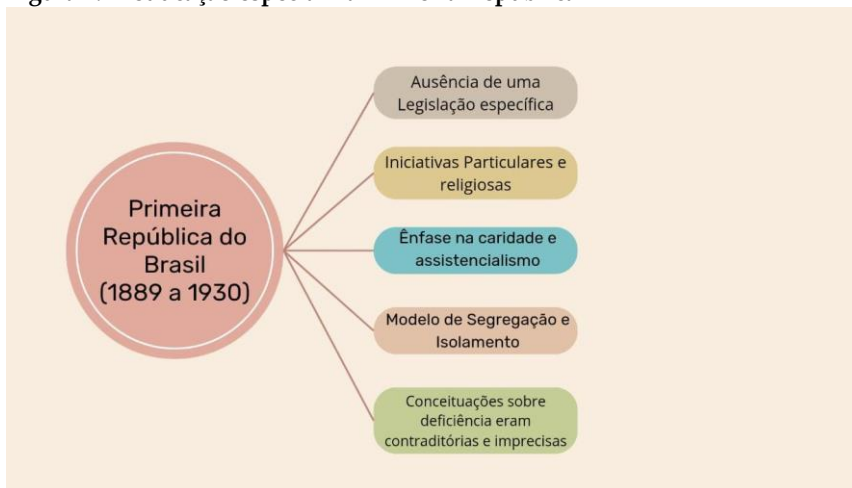 Primeira
República do
Brasil
(1889 a 1930)
Ausência de uma
Legislação específica
Iniciativas Particulares e
religiosas
Ênfase na caridade e
assistencialismo
Modelo de Segregação e
Isolamento
Conceituações sobre
deficiência eram
contraditórias e imprecisas